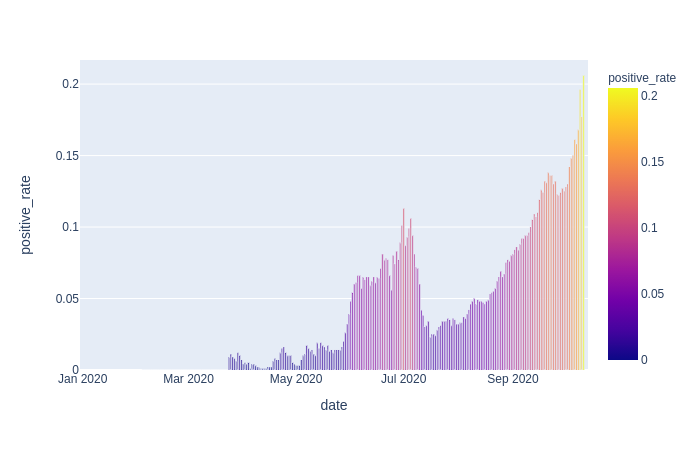 positive_rate
0.2
0.15
0.1
0.05
0
Jan 2020
Mar 2020
May 2020
Jul 2020
Sep 2020
date
positive_rate
0.2
0.15
0.1
0.05
0